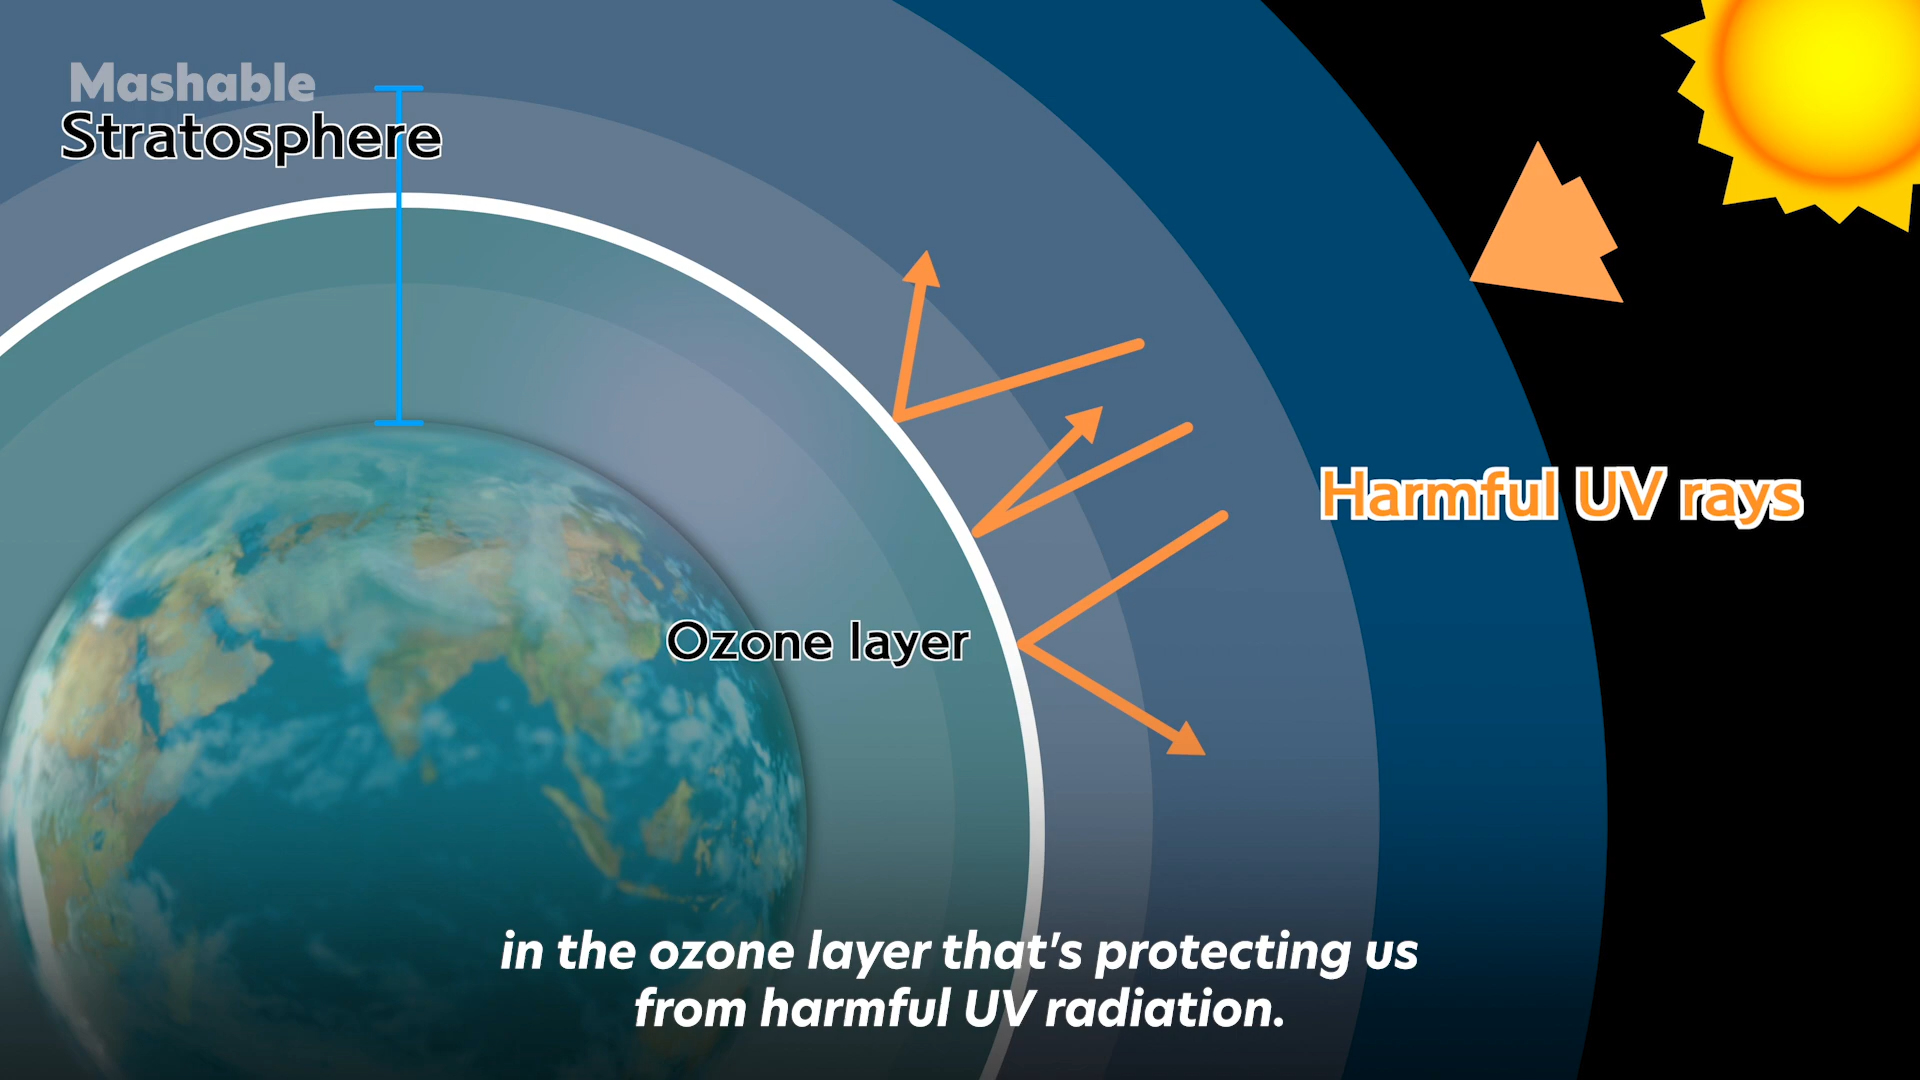 Mashable
Stratosphere
Harmful UV rays
Ozone layer
in the ozone layer that's protecting us
from harmful UV radiation.